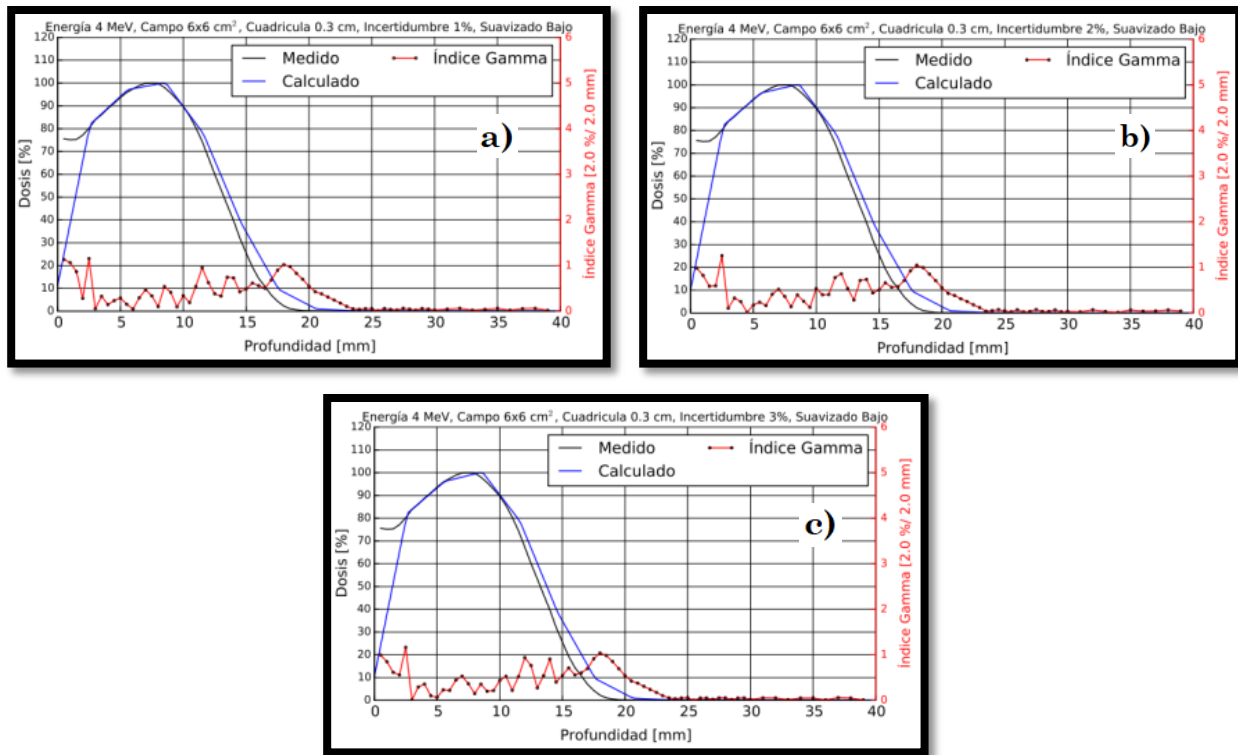 Energía 4 MeV, Campo 6x6 cm², Cuadricula 0.3 cm, Incertidumbre 1%, Suavizado Bajo
Medido
Calculado
Índice Gamma
a)
Dosis [%]
120
110
100
90
80
70
60
50
40
30
20
10
0
0 5 10 15 20 25 30 35 40
Profundidad [mm]
6
5
4
3
2
1
0
Índice Gamma [2.0 %/ 2.0 mm]
Energía 4 MeV, Campo 6x6 cm², Cuadricula 0.3 cm, Incertidumbre 2%, Suavizado Bajo
Medido
Calculado
Índice Gamma
b)
Dosis [%]
120
110
100
90
80
70
60
50
40
30
20
10
0
0 5 10 15 20 25 30 35 40
Profundidad [mm]
6
5
4
3
2
1
0
Índice Gamma [2.0 %/ 2.0 mm]
Energía 4 MeV, Campo 6x6 cm², Cuadricula 0.3 cm, Incertidumbre 3%, Suavizado Bajo
Medido
Calculado
Índice Gamma
c)
Dosis [%]
120
110
100
90
80
70
60
50
40
30
20
10
0
0 5 10 15 20 25 30 35 40
Profundidad [mm]
6
5
4
3
2
1
0
Índice Gamma [2.0 %/ 2.0 mm]